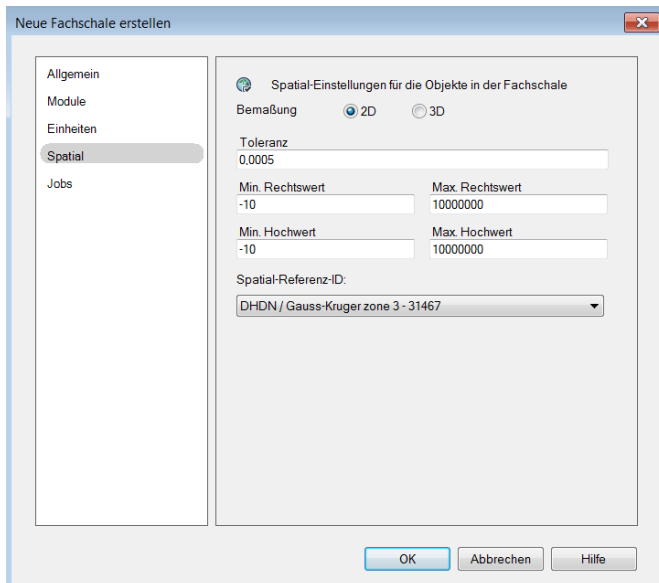 Neue Fachschale erstellen
Allgemein
Module
Einheiten
Spatial
Jobs
Spatial-Einstellungen für die Objekte in der Fachschale
Bemaßung 2D 3D
Toleranz
0,0005
Min. Rechtswert Max. Rechtswert
-10 10000000
Min. Hochwert Max. Hochwert
-10 10000000
Spatial-Referenz-ID:
DHDN / Gauss-Kruger zone 3 - 31467
OK Abbrechen Hilfe